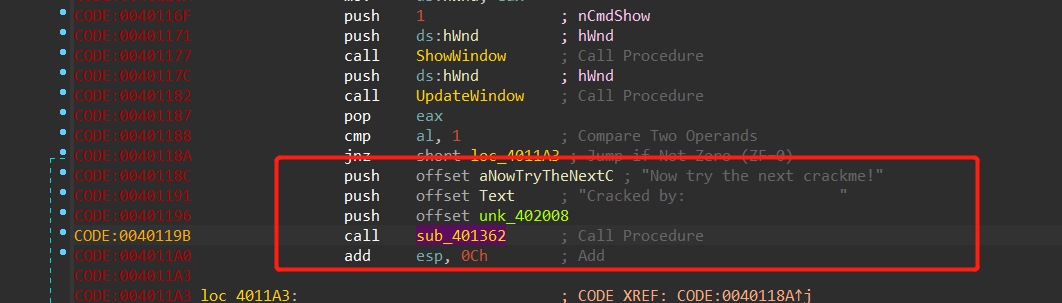 CODE:0040116F push 1 ; nCmdShow
CODE:00401171 push ds:hWnd ; hWnd
CODE:00401177 call ShowWindow ; Call Procedure
CODE:0040117C push ds:hWnd ; hWnd
CODE:00401182 call UpdateWindow ; Call Procedure
CODE:00401187 pop eax
CODE:00401188 cmp al, 1 ; Compare Two Operands
CODE:0040118A jnz short loc_4011A3 ; Jump if Not Zero (ZF=0)
CODE:0040118C push offset aNowTryTheNextC ; "Now try the next crackme!"
CODE:00401191 push offset Text ; "Cracked by:                    "
CODE:00401196 push offset unk_402008
CODE:0040119B call sub_401362 ; Call Procedure
CODE:004011A0 add esp, 0Ch ; Add
CODE:004011A3
CODE:004011A3 loc_4011A3: ; CODE XREF: CODE:0040118A↑j